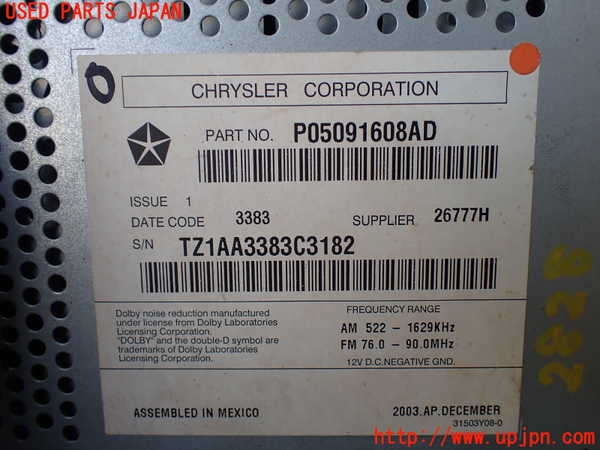 USED PARTS JAPAN
CHRYSLER CORPORATION
PART NO. P05091608AD
ISSUE 1
DATE CODE 3383 SUPPLIER 26777H
S/N TZ1AA3383C3182
Dolby noise reduction manufactured
under license from Dolby Laboratories
Licensing Corporation.
"DOLBY" and the double-D symbol are
trademarks of Dolby Laboratories
Licensing Corporation.
FREQUENCY RANGE
AM 522 - 1629KHz
FM 76.0 - 90.0MHz
12V D.C. NEGATIVE GND.
ASSEMBLED IN MEXICO
2003.AP.DECEMBER
31503Y08-0
2828
http://www.upjpn.com/